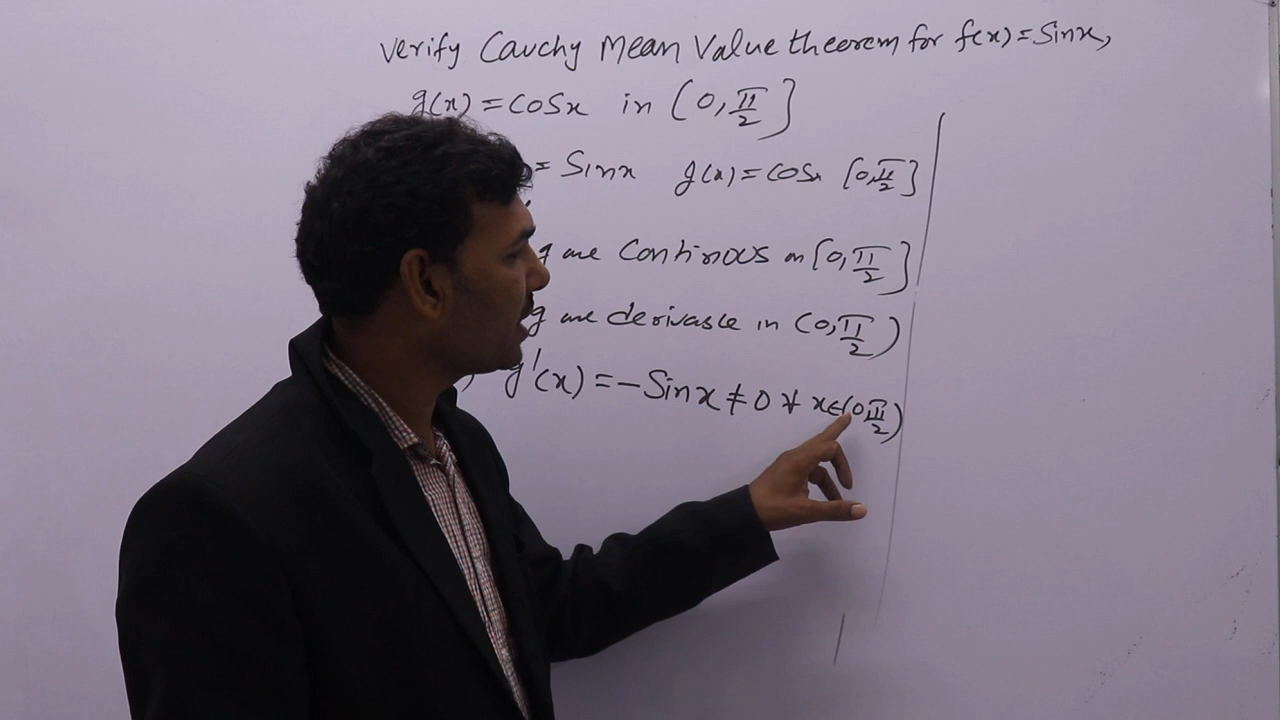 verify Cauchy Mean Value theorem for f(x) = Sinx,
g(x) = cosx in [0, π/2]
= Sinx g(x) = cosx [0, π/2]
g are Continous on [0, π/2]
g are derivable in (0, π/2)
g'(x) = -Sinx ≠ 0 ∀ x ∈ (0, π/2)